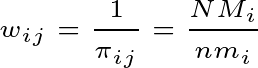 w_{ij} = \frac{1}{\pi_{ij}} = \frac{NM_i}{nm_i}